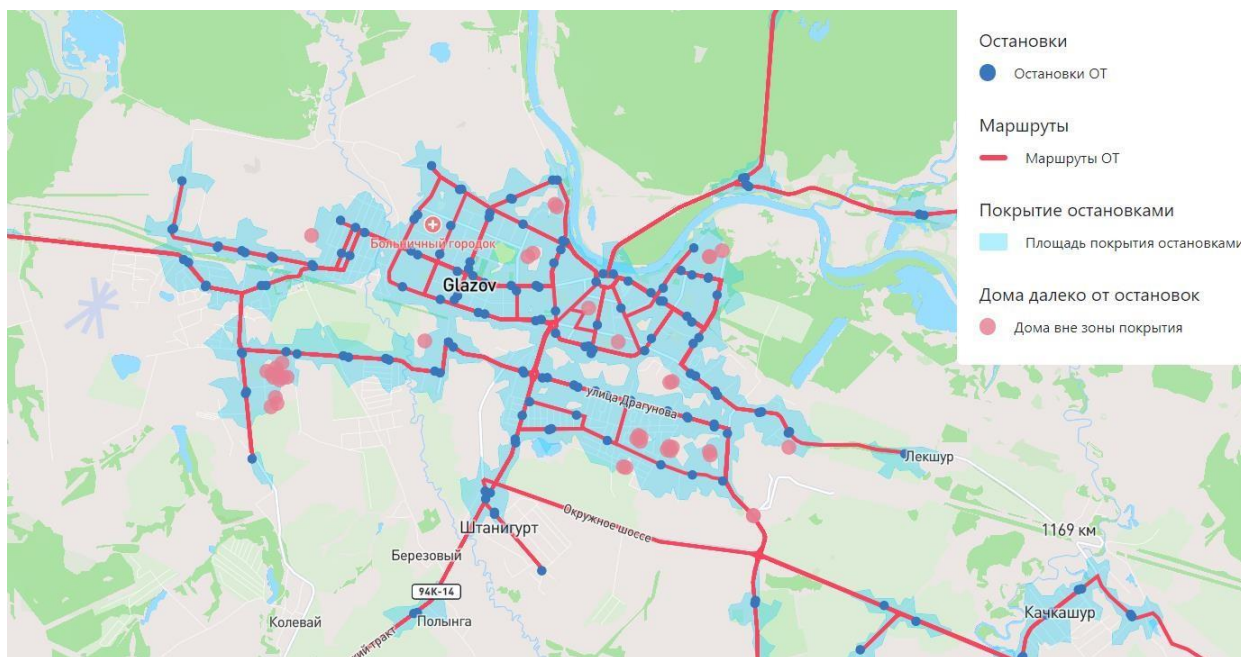 Остановки
Остановки ОТ
Маршруты
Маршруты ОТ
Покрытие остановками
Площадь покрытия остановками
Дома далеко от остановок
Дома вне зоны покрытия
Больничный городок
Glazov
улица Драгунова
Лекшур
Окружное шоссе
Штанигурт
1169 км
Березовый
94К-14
Колевай
Полынга
Качкашур
тракт